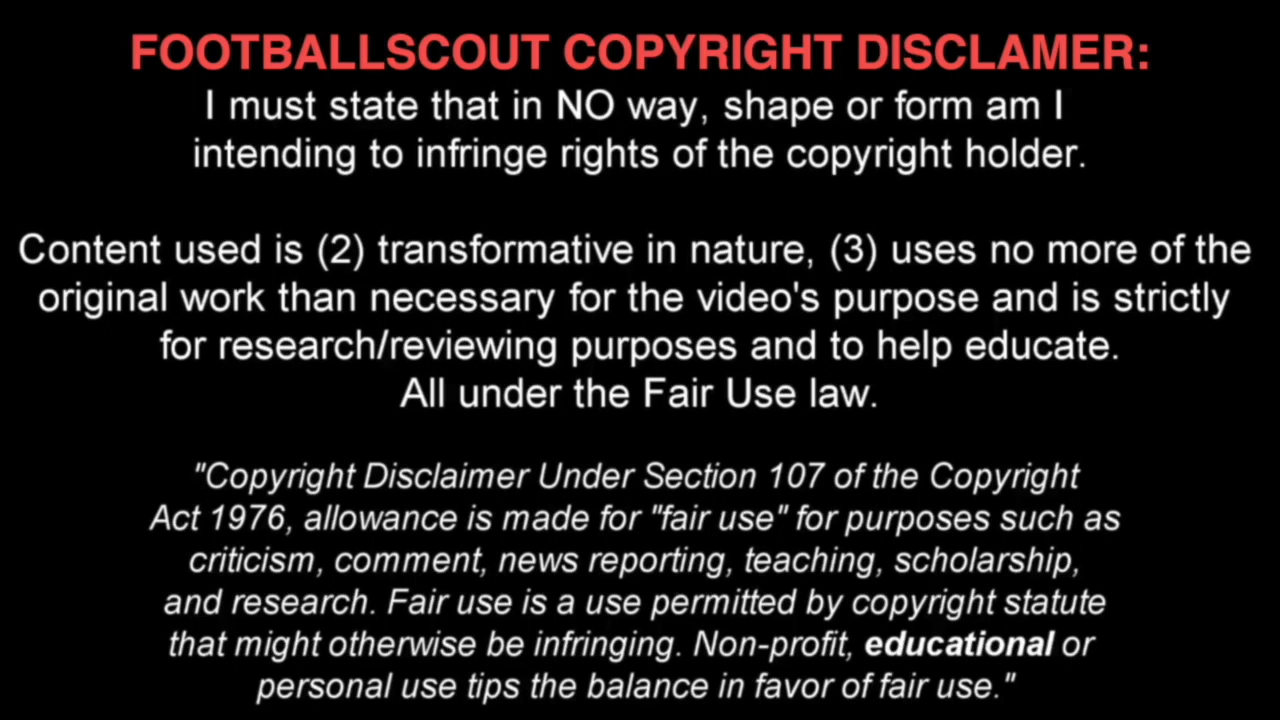 FOOTBALLSCOUT COPYRIGHT DISCLAMER:
I must state that in NO way, shape or form am I
intending to infringe rights of the copyright holder.
Content used is (2) transformative in nature, (3) uses no more of the
original work than necessary for the video's purpose and is strictly
for research/reviewing purposes and to help educate.
All under the Fair Use law.
"Copyright Disclaimer Under Section 107 of the Copyright
Act 1976, allowance is made for "fair use" for purposes such as
criticism, comment, news reporting, teaching, scholarship,
and research. Fair use is a use permitted by copyright statute
that might otherwise be infringing. Non-profit, educational or
personal use tips the balance in favor of fair use."